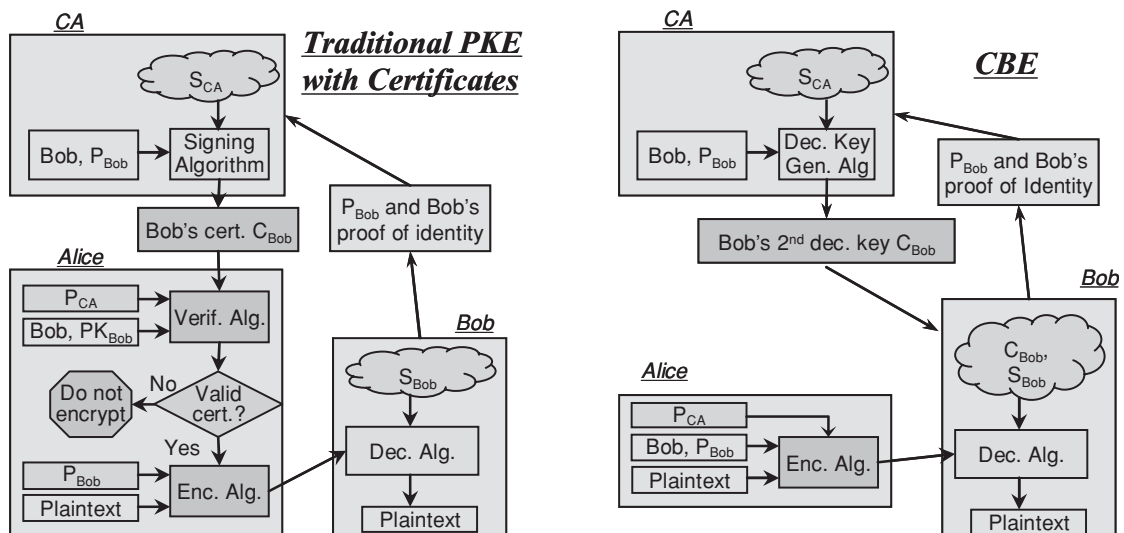 CA
Traditional PKE
with Certificates
S_CA
Signing
Algorithm
Bob, P_Bob
P_Bob and Bob's
proof of identity
Bob's cert. C_Bob
Alice
P_CA
Verif. Alg.
Bob, PK_Bob
No
Do not
encrypt
Valid
cert.?
Yes
P_Bob
Enc. Alg.
Plaintext
Bob
S_Bob
Dec. Alg.
Plaintext
CA
CBE
S_CA
Dec. Key
Gen. Alg
Bob, P_Bob
P_Bob and Bob's
proof of Identity
Bob's 2nd dec. key C_Bob
Bob
C_Bob,
S_Bob
Alice
P_CA
Bob, P_Bob
Enc. Alg.
Plaintext
Dec. Alg.
Plaintext